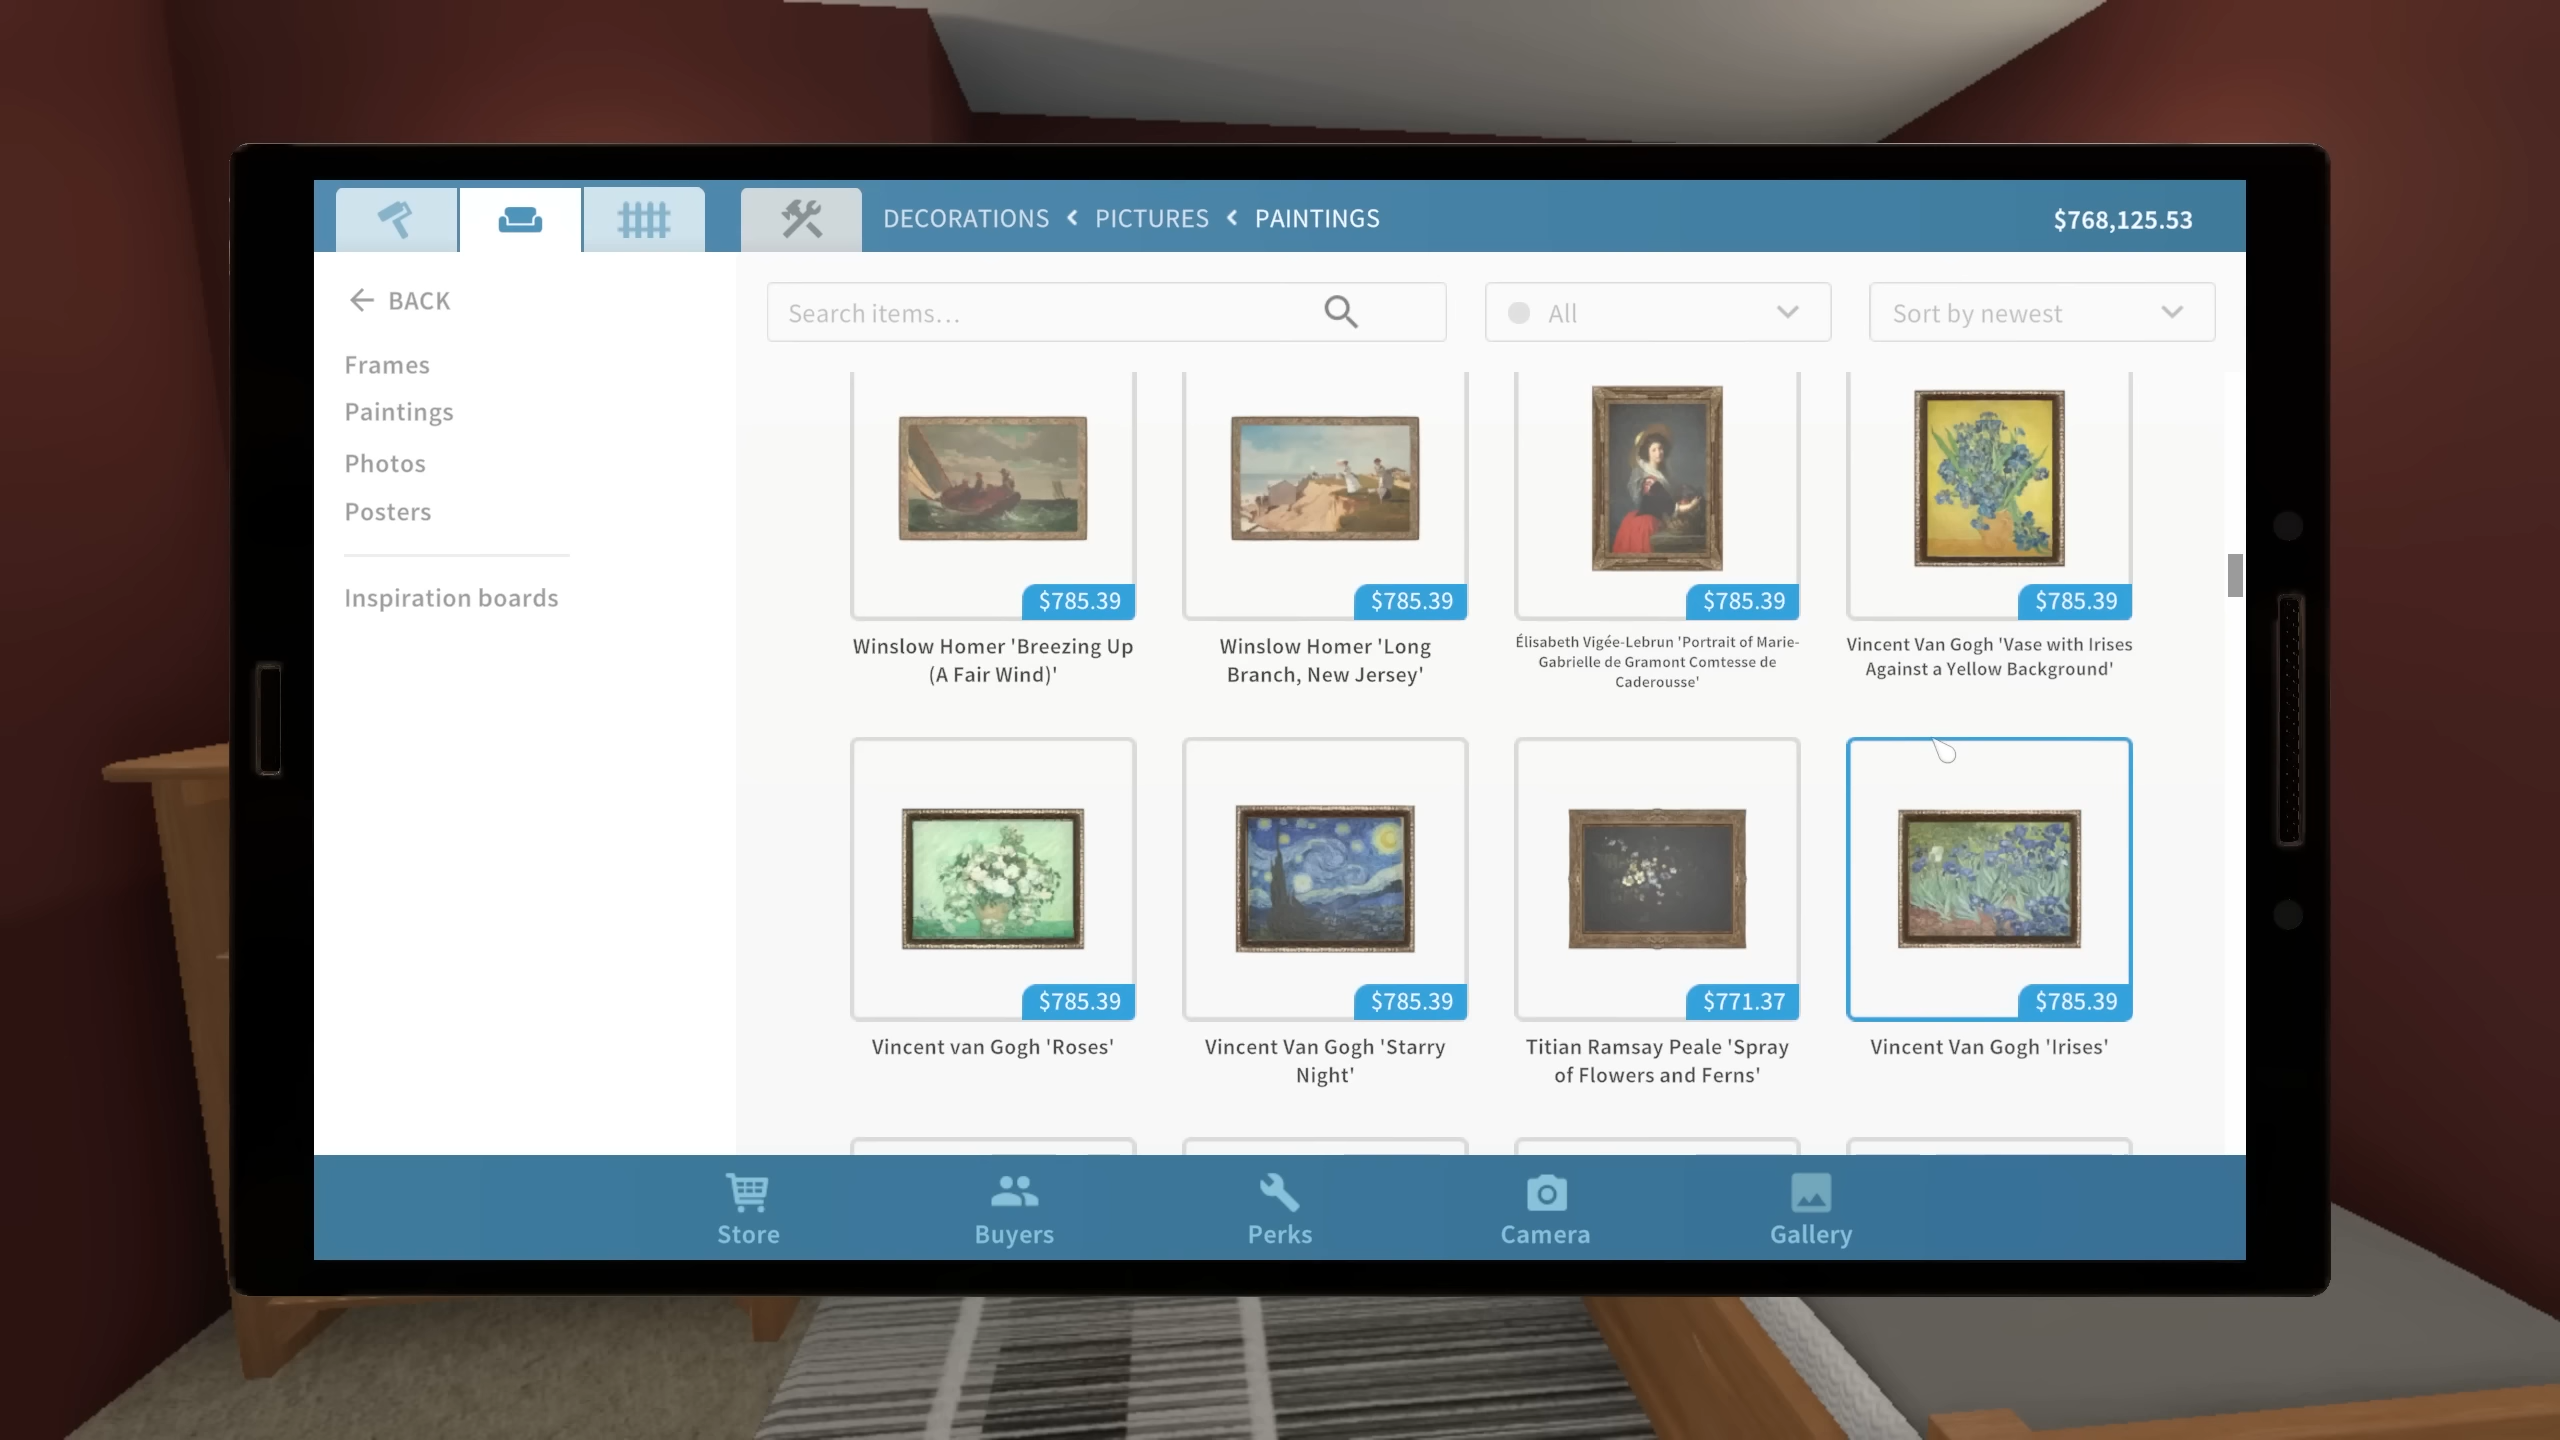 DECORATIONS < PICTURES < PAINTINGS
$768,125.53
BACK
Search items...
All
Sort by newest
Frames
Paintings
Photos
Posters
Inspiration boards
$785.39
$785.39
$785.39
$785.39
Winslow Homer 'Breezing Up
(A Fair Wind)'
Winslow Homer 'Long
Branch, New Jersey'
Élisabeth Vigée-Lebrun 'Portrait of Marie-
Gabrielle de Gramont Comtesse de
Caderousse'
Vincent Van Gogh 'Vase with Irises
Against a Yellow Background'
$785.39
$785.39
$771.37
$785.39
Vincent van Gogh 'Roses'
Vincent Van Gogh 'Starry
Night'
Titian Ramsay Peale 'Spray
of Flowers and Ferns'
Vincent Van Gogh 'Irises'
Store
Buyers
Perks
Camera
Gallery